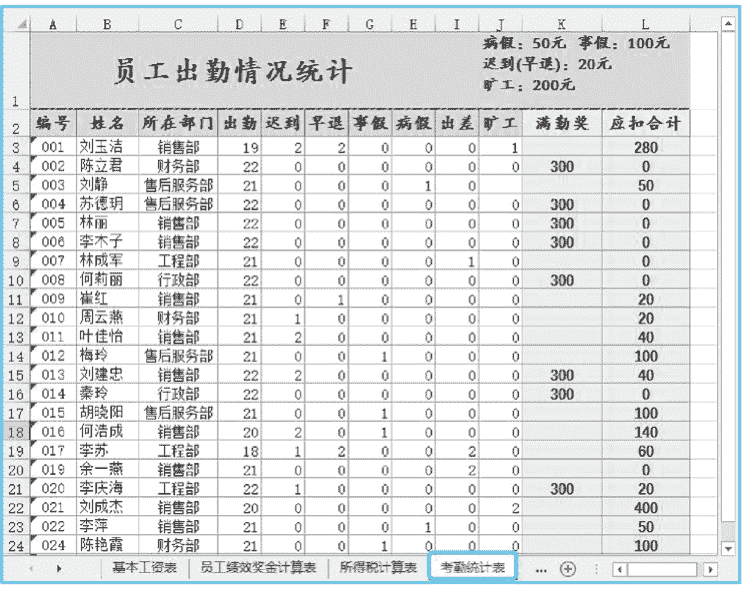 A B C D E F G H I J K L
1 员工出勤情况统计
病假：50元 事假：100元
迟到(早退)：20元
旷工：200元
2 编号 姓名 所在部门 出勤 迟到 早退 事假 病假 出差 旷工 满勤奖 应扣合计
3 001 刘玉洁 销售部 19 2 2 0 0 0 1 280
4 002 陈立君 财务部 22 0 0 0 0 0 0 300 0
5 003 刘静 售后服务部 21 0 0 0 1 0 50
6 004 苏德玥 售后服务部 22 0 0 0 0 0 0 300 0
7 005 林丽 销售部 22 0 0 0 0 0 0 300 0
8 006 李木子 销售部 22 0 0 0 0 0 0 300 0
9 007 林成军 工程部 21 0 0 0 0 1 0 0
10 008 何莉丽 行政部 22 0 0 0 0 0 0 300 0
11 009 崔红 销售部 21 0 1 0 0 0 0 20
12 010 周云燕 财务部 21 1 0 0 0 0 0 20
13 011 叶佳怡 销售部 21 2 0 0 0 0 0 40
14 012 梅玲 售后服务部 21 0 0 1 0 0 0 100
15 013 刘建忠 销售部 22 2 0 0 0 0 0 300 40
16 014 秦玲 行政部 22 0 0 0 0 0 0 300 0
17 015 胡晓阳 售后服务部 21 0 0 1 0 0 0 100
18 016 何浩成 销售部 20 2 0 1 0 0 0 140
19 017 李苏 工程部 18 1 2 0 0 2 0 60
20 019 余一燕 销售部 21 0 0 0 0 2 0 0
21 020 李庆海 工程部 22 1 0 0 0 0 0 300 20
22 021 刘成杰 销售部 20 0 0 0 0 0 2 400
23 022 李萍 销售部 21 0 0 0 1 0 0 50
24 024 陈艳霞 财务部 21 0 0 1 0 0 0 100
基本工资表 员工绩效奖金计算表 所得税计算表 考勤统计表 ...